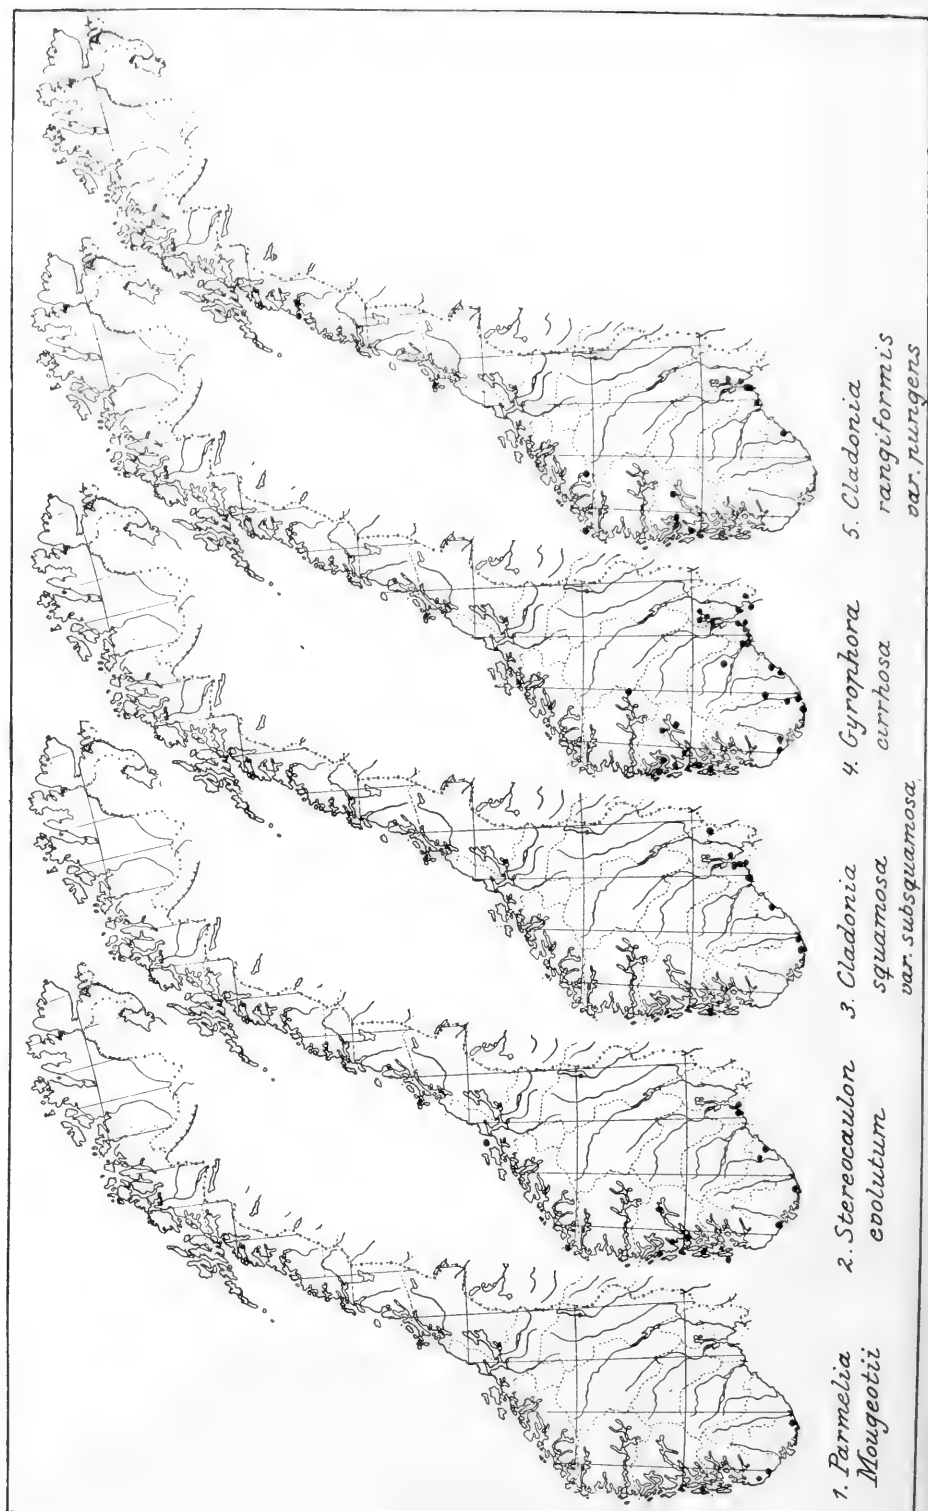 1. Parmelia
Mougeotii
2. Stereocaulon
evolutum
3. Cladonia
squamosa
var. subsquamosa
4. Gyrophora
cirrhosa
5. Cladonia
rangiformis
var. pungens